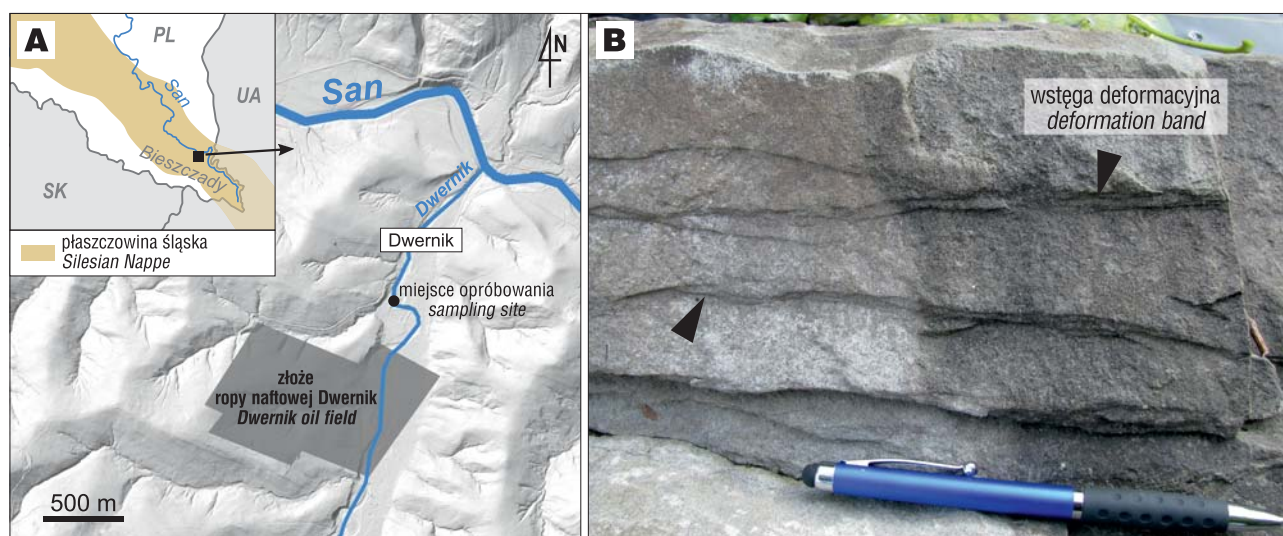 A
PL
San
UA
Bieszczady
SK
płaszczowina śląska
Silesian Nappe
N
San
Dwernik
Dwernik
miejsce opróbowania
sampling site
złoże
ropy naftowej Dwernik
Dwernik oil field
500 m
B
wstęga deformacyjna
deformation band